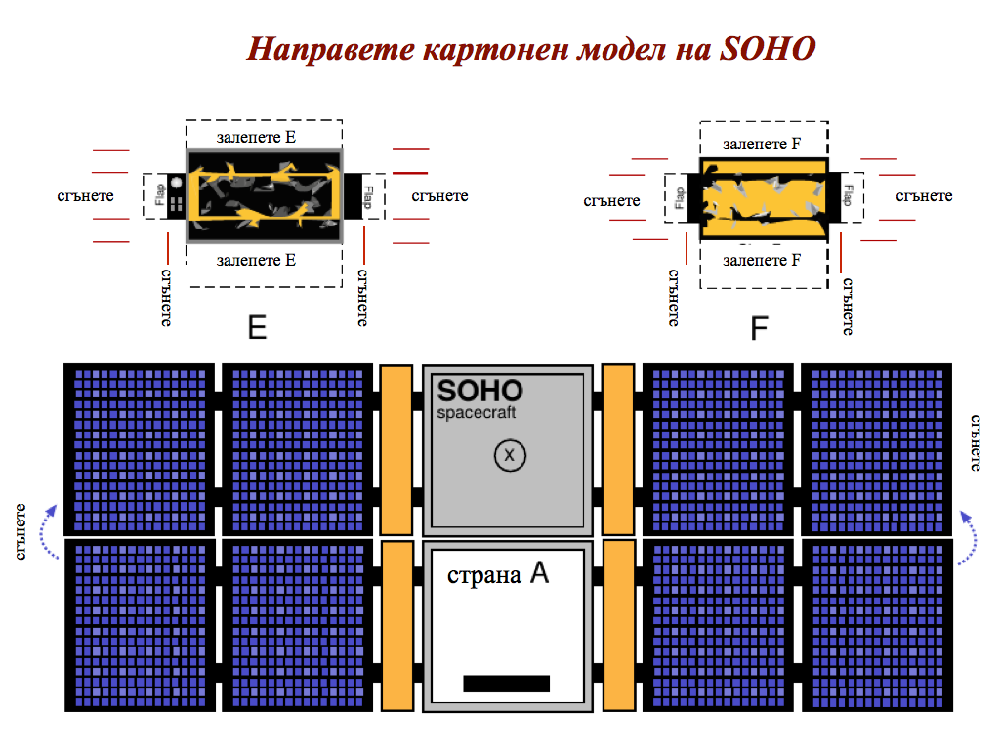 Направете картонен модел на SOHO
залепете E
залепете F
сгънете
Flap
Flap
сгънете
сгънете
Flap
Flap
сгънете
залепете E
залепете F
сгънете
сгънете
сгънете
сгънете
E
F
SOHO
spacecraft
X
сгънете
сгънете
страна A